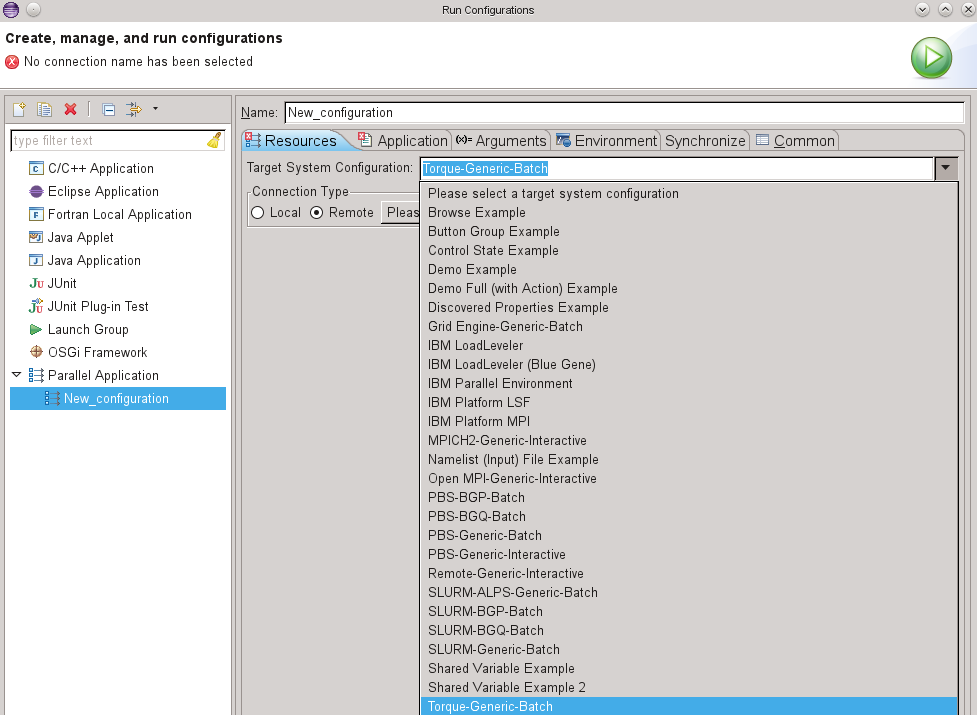 Run Configurations
Create, manage, and run configurations
No connection name has been selected
type filter text
C/C++ Application
Eclipse Application
Fortran Local Application
Java Applet
Java Application
JUnit
JUnit Plug-in Test
Launch Group
OSGi Framework
Parallel Application
New_configuration
Name: New_configuration
Resources Application Arguments Environment Synchronize Common
Target System Configuration: Torque-Generic-Batch
Connection Type
Local Remote Pleas
Please select a target system configuration
Browse Example
Button Group Example
Control State Example
Demo Example
Demo Full (with Action) Example
Discovered Properties Example
Grid Engine-Generic-Batch
IBM LoadLeveler
IBM LoadLeveler (Blue Gene)
IBM Parallel Environment
IBM Platform LSF
IBM Platform MPI
MPICH2-Generic-Interactive
Namelist (Input) File Example
Open MPI-Generic-Interactive
PBS-BGP-Batch
PBS-BGQ-Batch
PBS-Generic-Batch
PBS-Generic-Interactive
Remote-Generic-Interactive
SLURM-ALPS-Generic-Batch
SLURM-BGP-Batch
SLURM-BGQ-Batch
SLURM-Generic-Batch
Shared Variable Example
Shared Variable Example 2
Torque-Generic-Batch